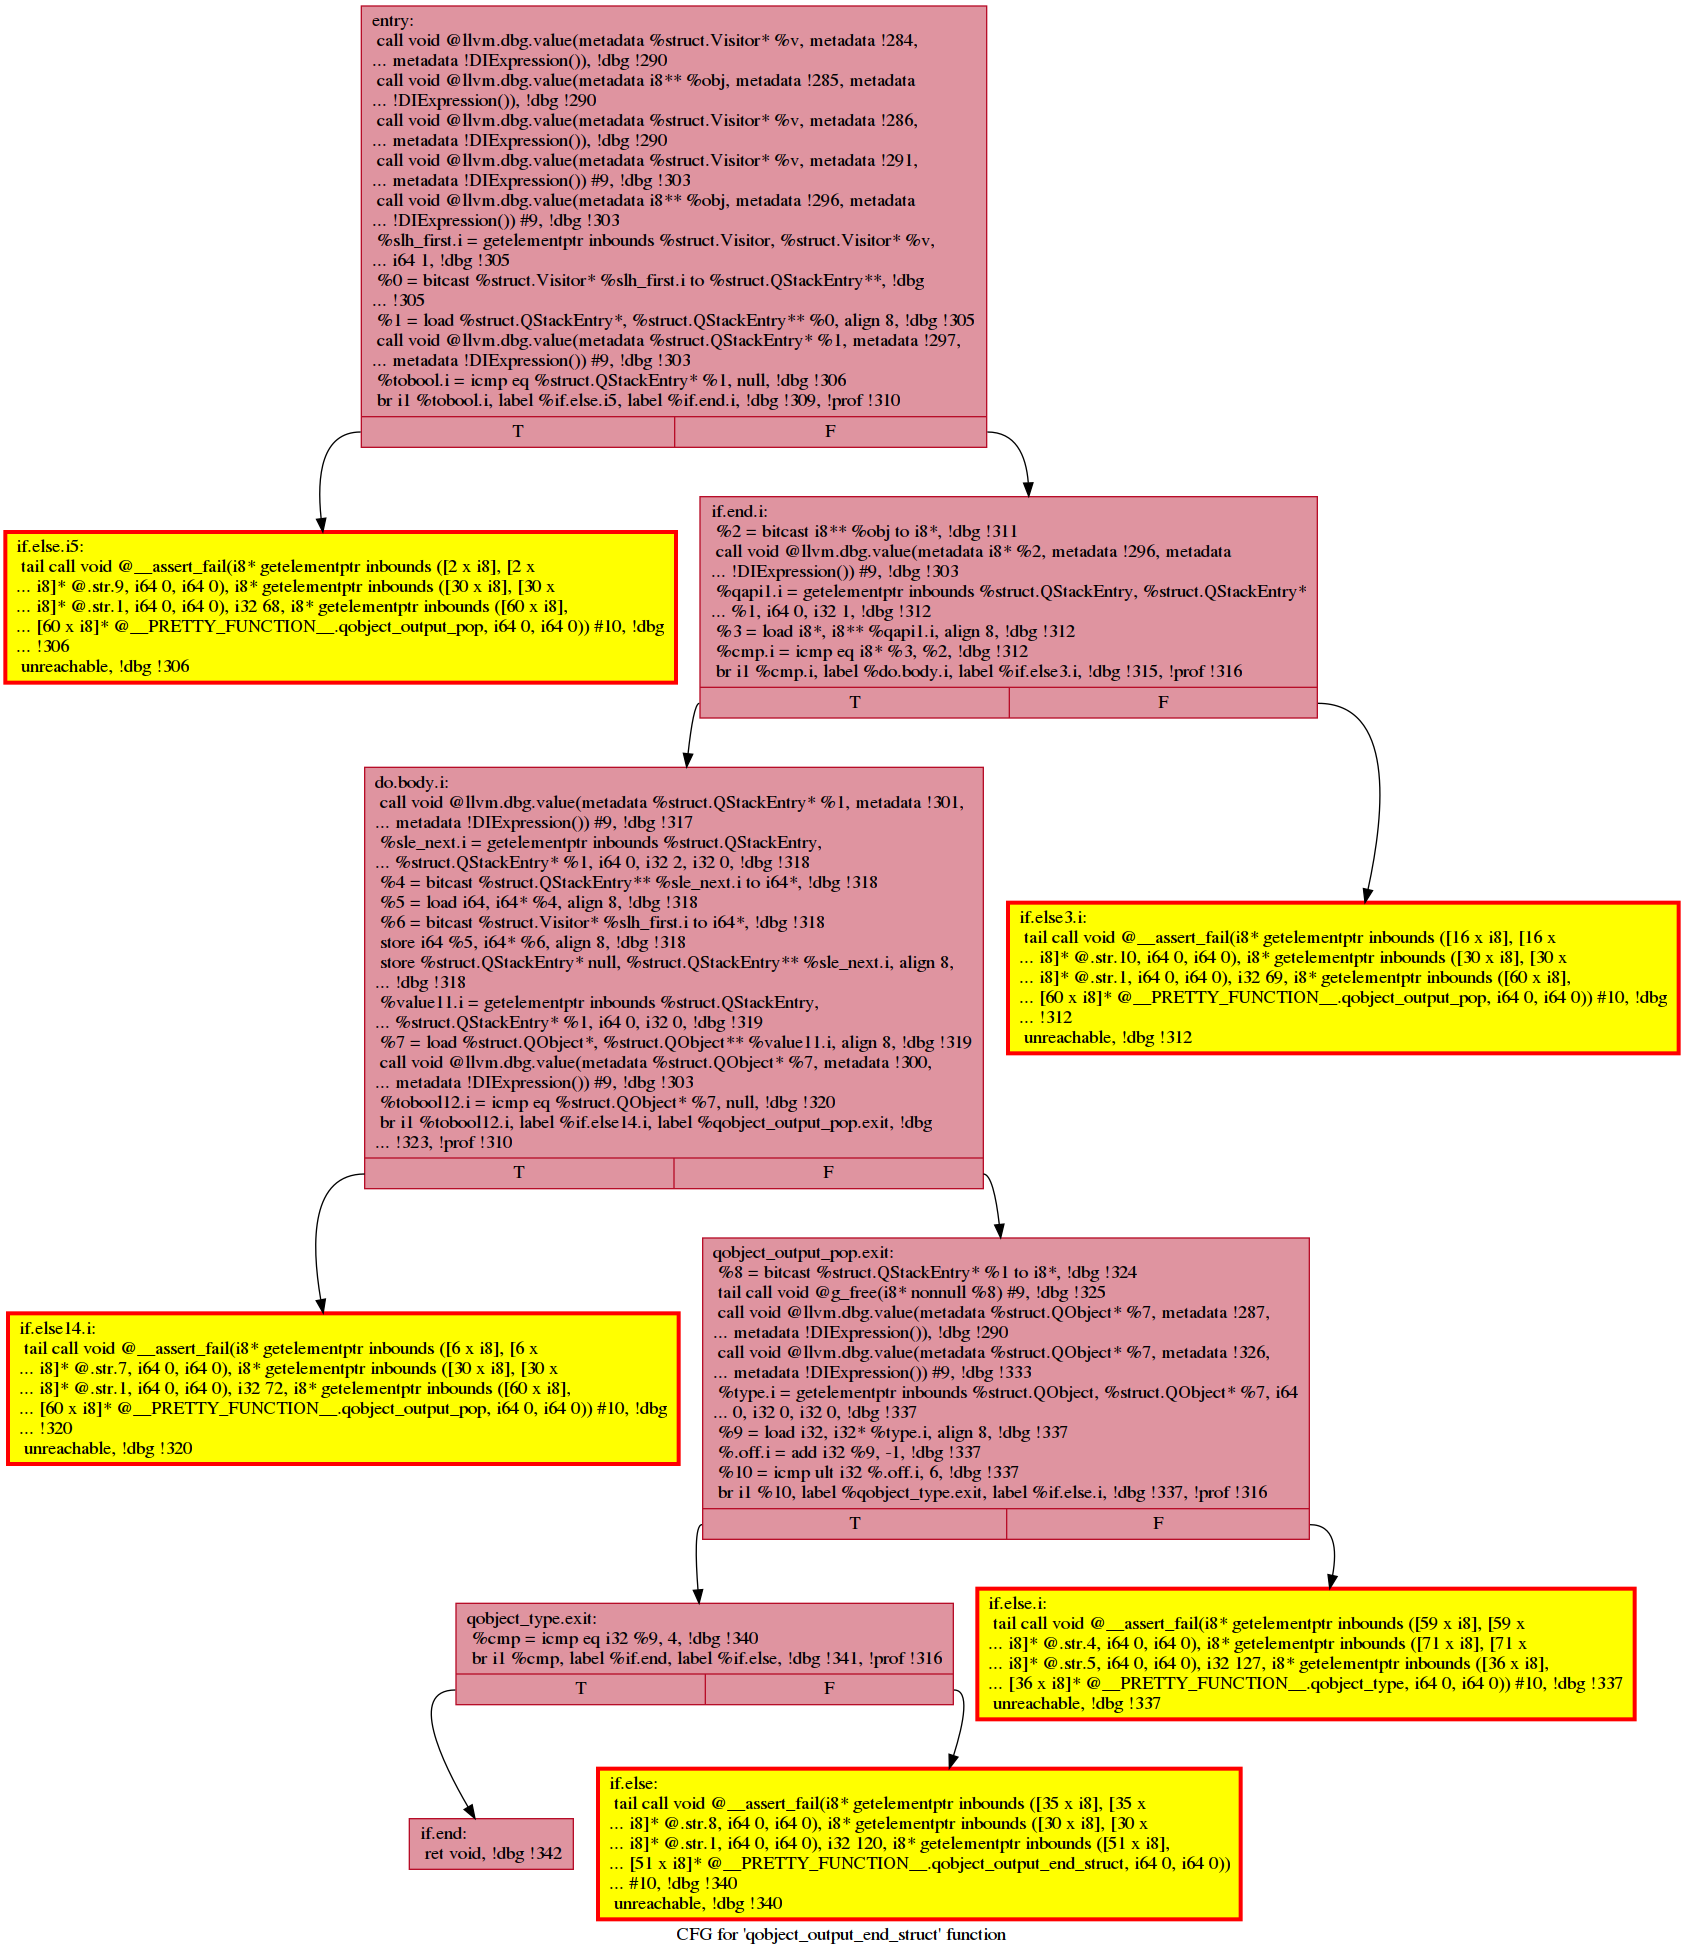 entry:
call void @llvm.dbg.value(metadata %struct.Visitor* %v, metadata !284,
... metadata !DIExpression()), !dbg !290
call void @llvm.dbg.value(metadata i8** %obj, metadata !285, metadata
... !DIExpression()), !dbg !290
call void @llvm.dbg.value(metadata %struct.Visitor* %v, metadata !286,
... metadata !DIExpression()), !dbg !290
call void @llvm.dbg.value(metadata %struct.Visitor* %v, metadata !291,
... metadata !DIExpression()) #9, !dbg !303
call void @llvm.dbg.value(metadata i8** %obj, metadata !296, metadata
... !DIExpression()) #9, !dbg !303
%slh_first.i = getelementptr inbounds %struct.Visitor, %struct.Visitor* %v,
... i64 1, !dbg !305
%0 = bitcast %struct.Visitor* %slh_first.i to %struct.QStackEntry**, !dbg
... !305
%1 = load %struct.QStackEntry*, %struct.QStackEntry** %0, align 8, !dbg !305
call void @llvm.dbg.value(metadata %struct.QStackEntry* %1, metadata !297,
... metadata !DIExpression()) #9, !dbg !303
%tobool.i = icmp eq %struct.QStackEntry* %1, null, !dbg !306
br i1 %tobool.i, label %if.else.i5, label %if.end.i, !dbg !309, !prof !310
T F
if.else.i5:
tail call void @__assert_fail(i8* getelementptr inbounds ([2 x i8], [2 x
... i8]* @.str.9, i64 0, i64 0), i8* getelementptr inbounds ([30 x i8], [30 x
... i8]* @.str.1, i64 0, i64 0), i32 68, i8* getelementptr inbounds ([60 x i8],
... [60 x i8]* @__PRETTY_FUNCTION__.qobject_output_pop, i64 0, i64 0)) #10, !dbg
... !306
unreachable, !dbg !306
if.end.i:
%2 = bitcast i8** %obj to i8*, !dbg !311
call void @llvm.dbg.value(metadata i8* %2, metadata !296, metadata
... !DIExpression()) #9, !dbg !303
%qapi1.i = getelementptr inbounds %struct.QStackEntry, %struct.QStackEntry*
... %1, i64 0, i32 1, !dbg !312
%3 = load i8*, i8** %qapi1.i, align 8, !dbg !312
%cmp.i = icmp eq i8* %3, %2, !dbg !312
br i1 %cmp.i, label %do.body.i, label %if.else3.i, !dbg !315, !prof !316
T F
do.body.i:
call void @llvm.dbg.value(metadata %struct.QStackEntry* %1, metadata !301,
... metadata !DIExpression()) #9, !dbg !317
%sle_next.i = getelementptr inbounds %struct.QStackEntry,
... %struct.QStackEntry* %1, i64 0, i32 2, i32 0, !dbg !318
%4 = bitcast %struct.QStackEntry** %sle_next.i to i64*, !dbg !318
%5 = load i64, i64* %4, align 8, !dbg !318
%6 = bitcast %struct.Visitor* %slh_first.i to i64*, !dbg !318
store i64 %5, i64* %6, align 8, !dbg !318
store %struct.QStackEntry* null, %struct.QStackEntry** %sle_next.i, align 8,
... !dbg !318
%value11.i = getelementptr inbounds %struct.QStackEntry,
... %struct.QStackEntry* %1, i64 0, i32 0, !dbg !319
%7 = load %struct.QObject*, %struct.QObject** %value11.i, align 8, !dbg !319
call void @llvm.dbg.value(metadata %struct.QObject* %7, metadata !300,
... metadata !DIExpression()) #9, !dbg !303
%tobool12.i = icmp eq %struct.QObject* %7, null, !dbg !320
br i1 %tobool12.i, label %if.else14.i, label %qobject_output_pop.exit, !dbg
... !323, !prof !310
T F
if.else3.i:
tail call void @__assert_fail(i8* getelementptr inbounds ([16 x i8], [16 x
... i8]* @.str.10, i64 0, i64 0), i8* getelementptr inbounds ([30 x i8], [30 x
... i8]* @.str.1, i64 0, i64 0), i32 69, i8* getelementptr inbounds ([60 x i8],
... [60 x i8]* @__PRETTY_FUNCTION__.qobject_output_pop, i64 0, i64 0)) #10, !dbg
... !312
unreachable, !dbg !312
if.else14.i:
tail call void @__assert_fail(i8* getelementptr inbounds ([6 x i8], [6 x
... i8]* @.str.7, i64 0, i64 0), i8* getelementptr inbounds ([30 x i8], [30 x
... i8]* @.str.1, i64 0, i64 0), i32 72, i8* getelementptr inbounds ([60 x i8],
... [60 x i8]* @__PRETTY_FUNCTION__.qobject_output_pop, i64 0, i64 0)) #10, !dbg
... !320
unreachable, !dbg !320
qobject_output_pop.exit:
%8 = bitcast %struct.QStackEntry* %1 to i8*, !dbg !324
tail call void @g_free(i8* nonnull %8) #9, !dbg !325
call void @llvm.dbg.value(metadata %struct.QObject* %7, metadata !287,
... metadata !DIExpression()), !dbg !290
call void @llvm.dbg.value(metadata %struct.QObject* %7, metadata !326,
... metadata !DIExpression()) #9, !dbg !333
%type.i = getelementptr inbounds %struct.QObject, %struct.QObject* %7, i64
... 0, i32 0, i32 0, !dbg !337
%9 = load i32, i32* %type.i, align 8, !dbg !337
%.off.i = add i32 %9, -1, !dbg !337
%10 = icmp ult i32 %.off.i, 6, !dbg !337
br i1 %10, label %qobject_type.exit, label %if.else.i, !dbg !337, !prof !316
T F
qobject_type.exit:
%cmp = icmp eq i32 %9, 4, !dbg !340
br i1 %cmp, label %if.end, label %if.else, !dbg !341, !prof !316
T F
if.else.i:
tail call void @__assert_fail(i8* getelementptr inbounds ([59 x i8], [59 x
... i8]* @.str.4, i64 0, i64 0), i8* getelementptr inbounds ([71 x i8], [71 x
... i8]* @.str.5, i64 0, i64 0), i32 127, i8* getelementptr inbounds ([36 x i8],
... [36 x i8]* @__PRETTY_FUNCTION__.qobject_type, i64 0, i64 0)) #10, !dbg !337
unreachable, !dbg !337
if.end:
ret void, !dbg !342
if.else:
tail call void @__assert_fail(i8* getelementptr inbounds ([35 x i8], [35 x
... i8]* @.str.8, i64 0, i64 0), i8* getelementptr inbounds ([30 x i8], [30 x
... i8]* @.str.1, i64 0, i64 0), i32 120, i8* getelementptr inbounds ([51 x i8],
... [51 x i8]* @__PRETTY_FUNCTION__.qobject_output_end_struct, i64 0, i64 0))
... #10, !dbg !340
unreachable, !dbg !340
CFG for 'qobject_output_end_struct' function